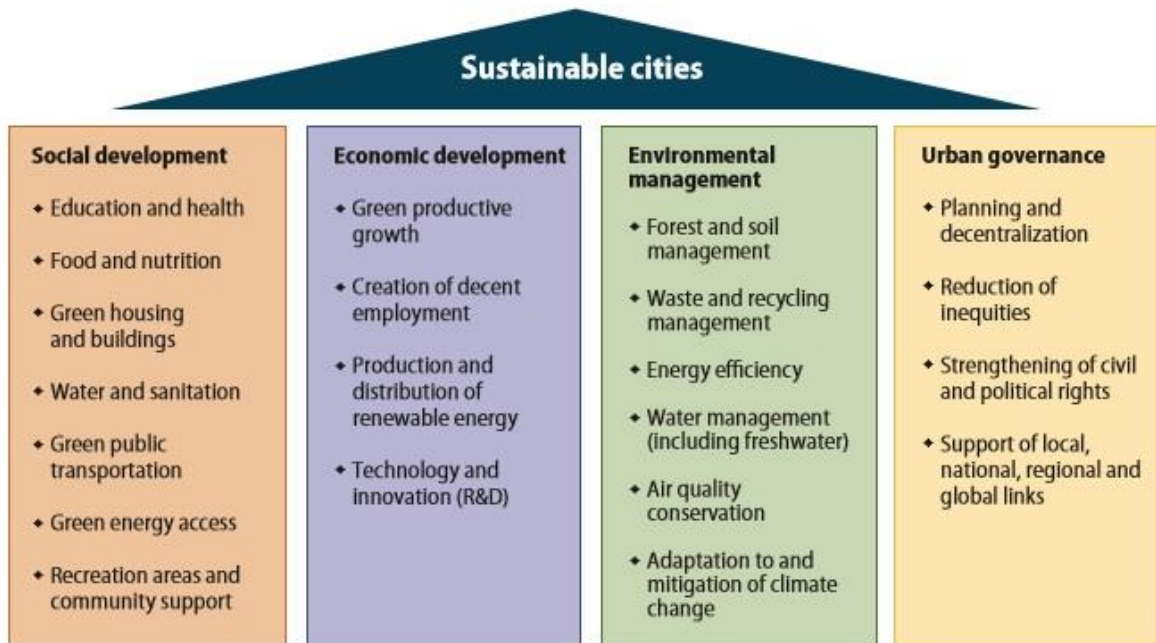 Sustainable cities
Social development
✦ Education and health
✦ Food and nutrition
✦ Green housing
and buildings
✦ Water and sanitation
✦ Green public
transportation
✦ Green energy access
✦ Recreation areas and
community support
Economic development
✦ Green productive
growth
✦ Creation of decent
employment
✦ Production and
distribution of
renewable energy
✦ Technology and
innovation (R&D)
Environmental
management
✦ Forest and soil
management
✦ Waste and recycling
management
✦ Energy efficiency
✦ Water management
(including freshwater)
✦ Air quality
conservation
✦ Adaptation to and
mitigation of climate
change
Urban governance
✦ Planning and
decentralization
✦ Reduction of
inequities
✦ Strengthening of civil
and political rights
✦ Support of local,
national, regional and
global links